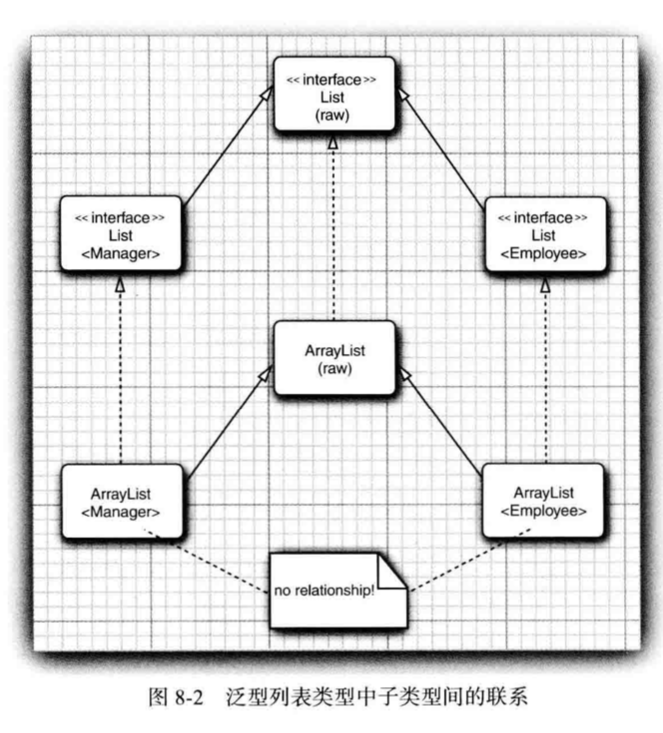 <<interface>>
List
(raw)
<<interface>>
List
<Manager>
<<interface>>
List
<Employee>
ArrayList
(raw)
ArrayList
<Manager>
ArrayList
<Employee>
no relationship!
图 8-2 泛型列表类型中子类型间的联系